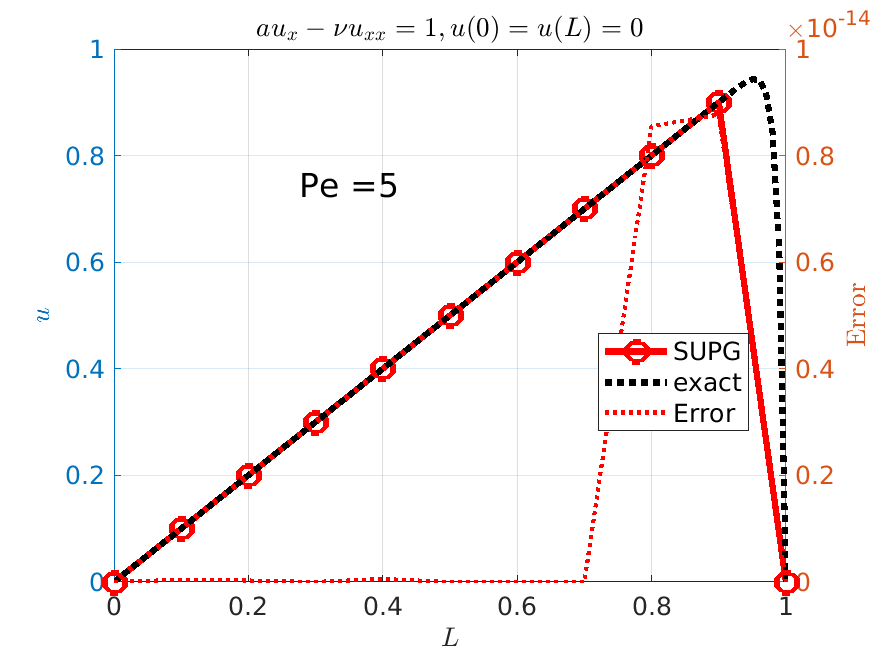 au_x − νu_xx = 1, u(0) = u(L) = 0
×10^-14
1
0.8
0.6
0.4
0.2
0
u
0
0.2
0.4
0.6
0.8
1
L
0.8
0.6
0.4
0.2
0
Error
Pe =5
SUPG
exact
Error